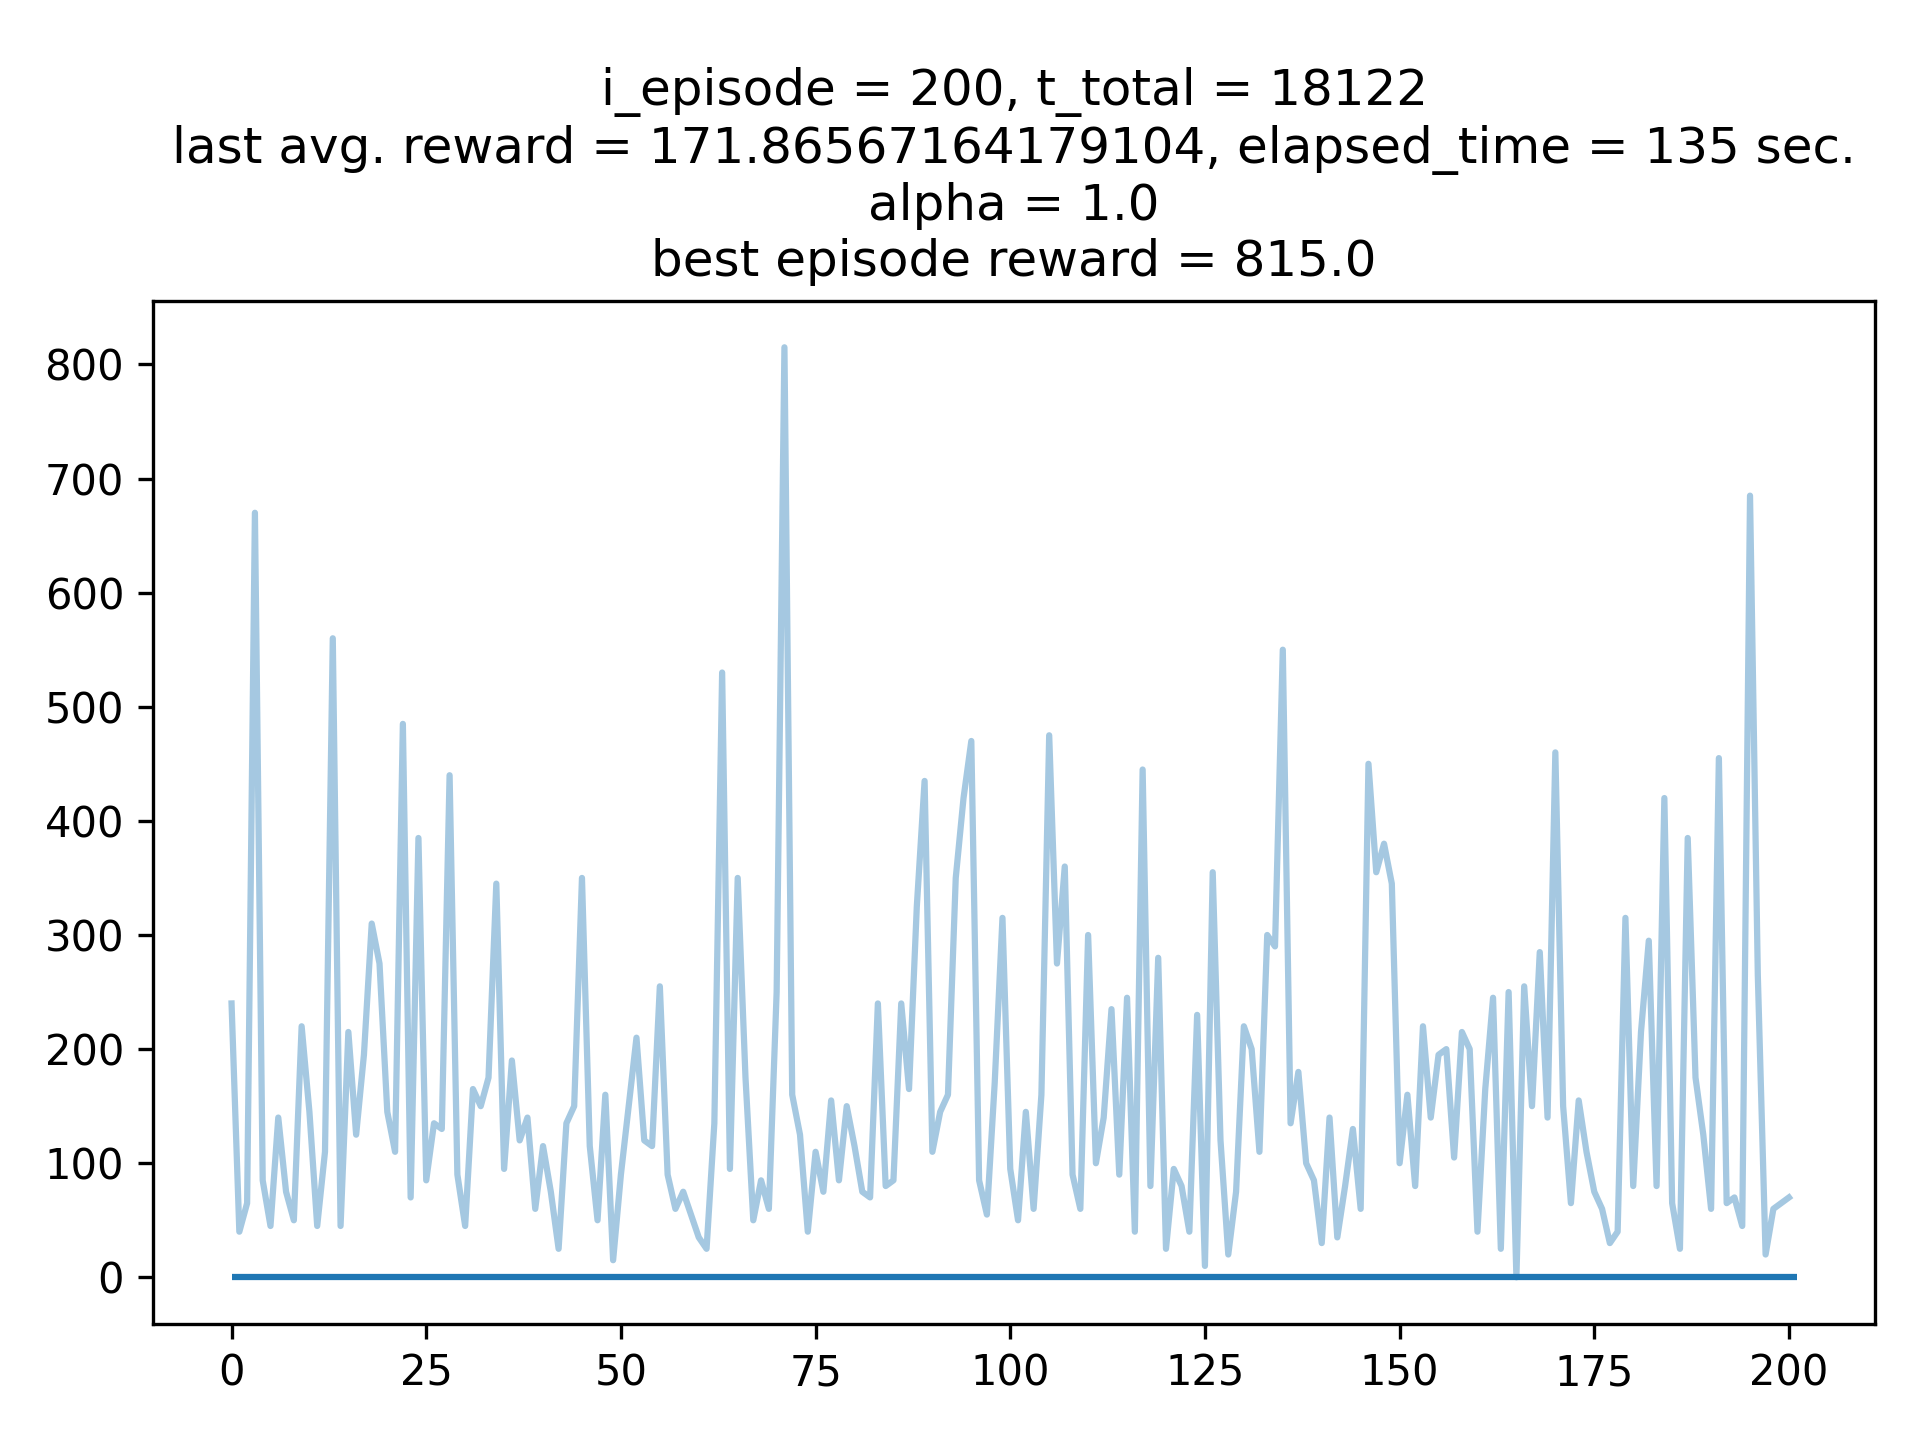 i_episode = 200, t_total = 18122
last avg. reward = 171.86567164179104, elapsed_time = 135 sec.
alpha = 1.0
best episode reward = 815.0
800
700
600
500
400
300
200
100
0
0 25 50 75 100 125 150 175 200